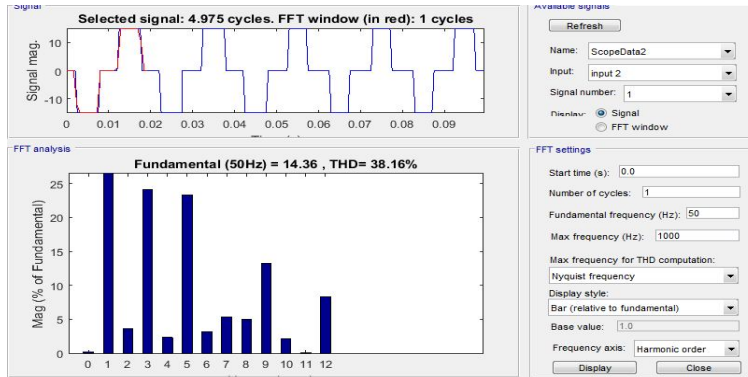 Signal
Selected signal: 4.975 cycles. FFT window (in red): 1 cycles
Signal mag.
10
0
-10
0 0.01 0.02 0.03 0.04 0.05 0.06 0.07 0.08 0.09
FFT analysis
Fundamental (50Hz) = 14.36 , THD= 38.16%
Mag (% of Fundamental)
25
20
15
10
5
0
0 1 2 3 4 5 6 7 8 9 10 11 12
Available signals
Refresh
Name: ScopeData2
Input: input 2
Signal number: 1
Display: Signal
FFT window
FFT settings
Start time (s): 0.0
Number of cycles: 1
Fundamental frequency (Hz): 50
Max frequency (Hz): 1000
Max frequency for THD computation:
Nyquist frequency
Display style:
Bar (relative to fundamental)
Base value: 1.0
Frequency axis: Harmonic order
Display Close